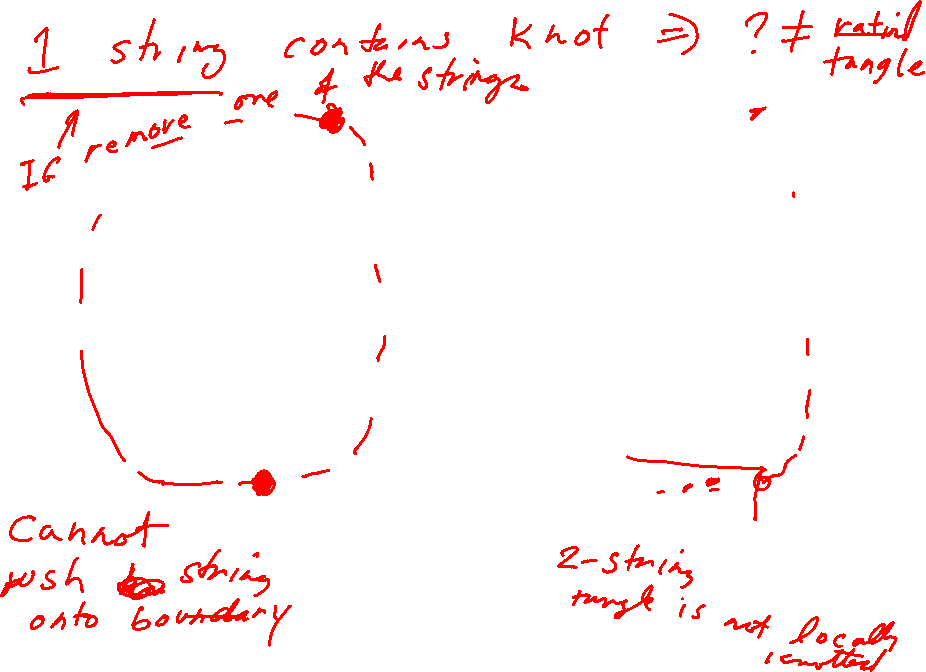 1 string contains knot ⇒ ? ≠ rational tangle
If remove one of the strings
Cannot
push string
onto boundary
2-string
tangle is not locally
knotted